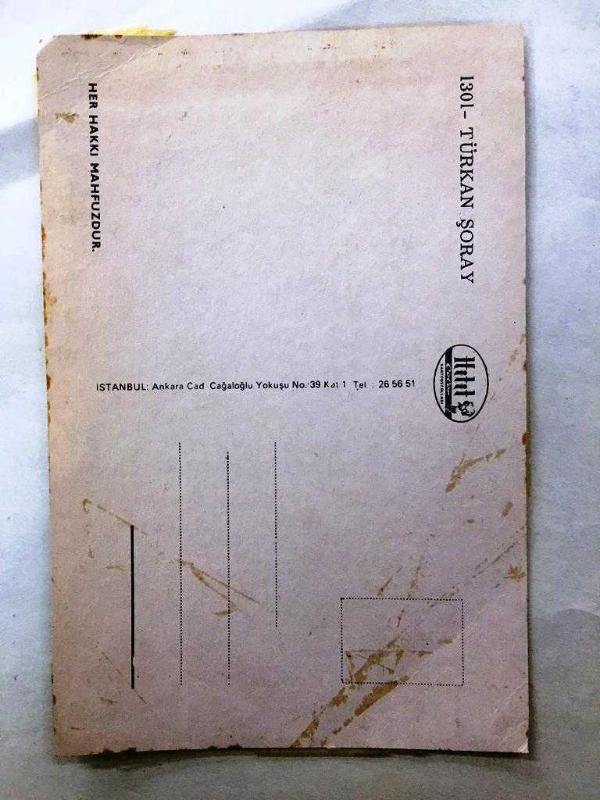 1301- TÜRKAN ŞORAY
ISTANBUL: Ankara Cad Cağaloğlu Yokuşu No. 39 Kat 1 Tel : 26 56 51
HER HAKKI MAHFUZDUR.